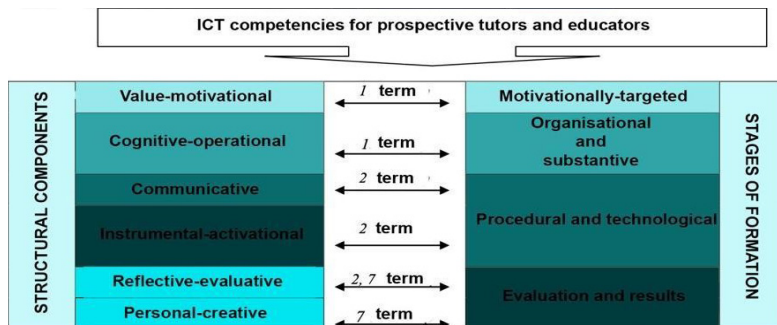 ICT competencies for prospective tutors and educators
STRUCTURAL COMPONENTS
Value-motivational
1 term
Motivationally-targeted
Cognitive-operational
1 term
Organisational
and
substantive
Communicative
2 term
Instrumental-activational
2 term
Procedural and technological
Reflective-evaluative
2, 7 term
Evaluation and results
Personal-creative
7 term
STAGES OF FORMATION